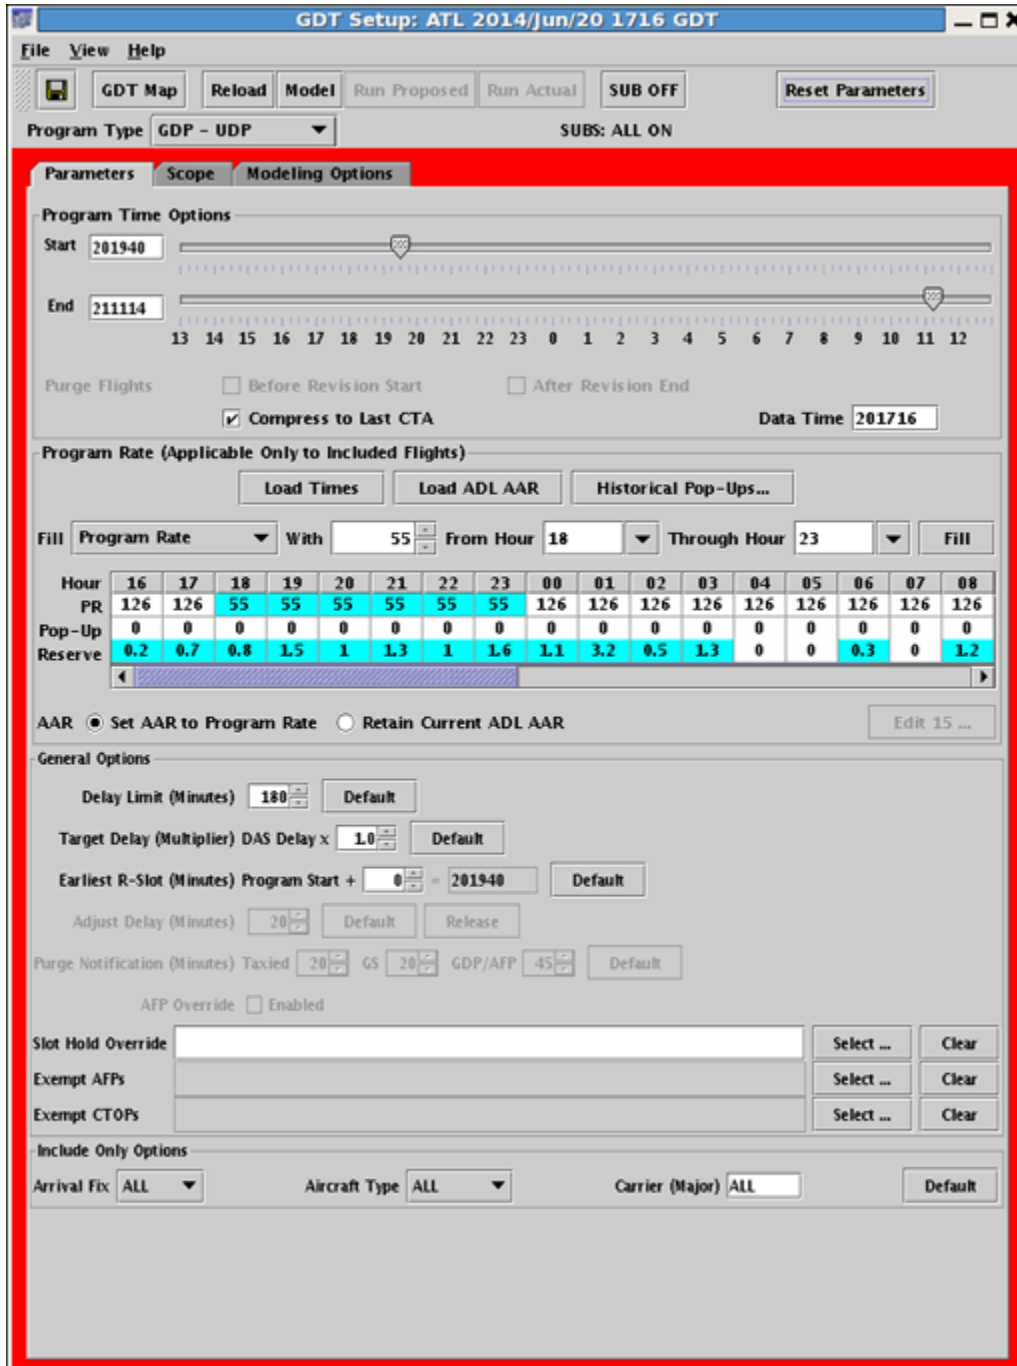 GDT Setup: ATL 2014/Jun/20 1716 GDT
File View Help
GDT Map Reload Model Run Proposed Run Actual SUB OFF Reset Parameters
Program Type GDP - UDP SUBS: ALL ON
Parameters Scope Modeling Options
Program Time Options
Start 201940
End 211114
13 14 15 16 17 18 19 20 21 22 23 0 1 2 3 4 5 6 7 8 9 10 11 12
Purge Flights Before Revision Start After Revision End
Compress to Last CTA Data Time 201716
Program Rate (Applicable Only to Included Flights)
Load Times Load ADL AAR Historical Pop-Ups...
Fill Program Rate With 55 From Hour 18 Through Hour 23 Fill
Hour 16 17 18 19 20 21 22 23 00 01 02 03 04 05 06 07 08
PR 126 126 55 55 55 55 55 55 126 126 126 126 126 126 126 126 126
Pop-Up 0 0 0 0 0 0 0 0 0 0 0 0 0 0 0 0 0
Reserve 0.2 0.7 0.8 1.5 1 1.3 1 1.6 1.1 3.2 0.5 1.3 0 0 0.3 0 1.2
AAR Set AAR to Program Rate Retain Current ADL AAR Edit 15 ...
General Options
Delay Limit (Minutes) 180 Default
Target Delay (Multiplier) DAS Delay x 1.0 Default
Earliest R-Slot (Minutes) Program Start + 0 = 201940 Default
Adjust Delay (Minutes) 20 Default Release
Purge Notification (Minutes) Taxied 20 GS 20 GDP/AFP 45 Default
AFP Override Enabled
Slot Hold Override Select ... Clear
Exempt AFPs Select ... Clear
Exempt CTOPs Select ... Clear
Include Only Options
Arrival Fix ALL Aircraft Type ALL Carrier (Major) ALL Default